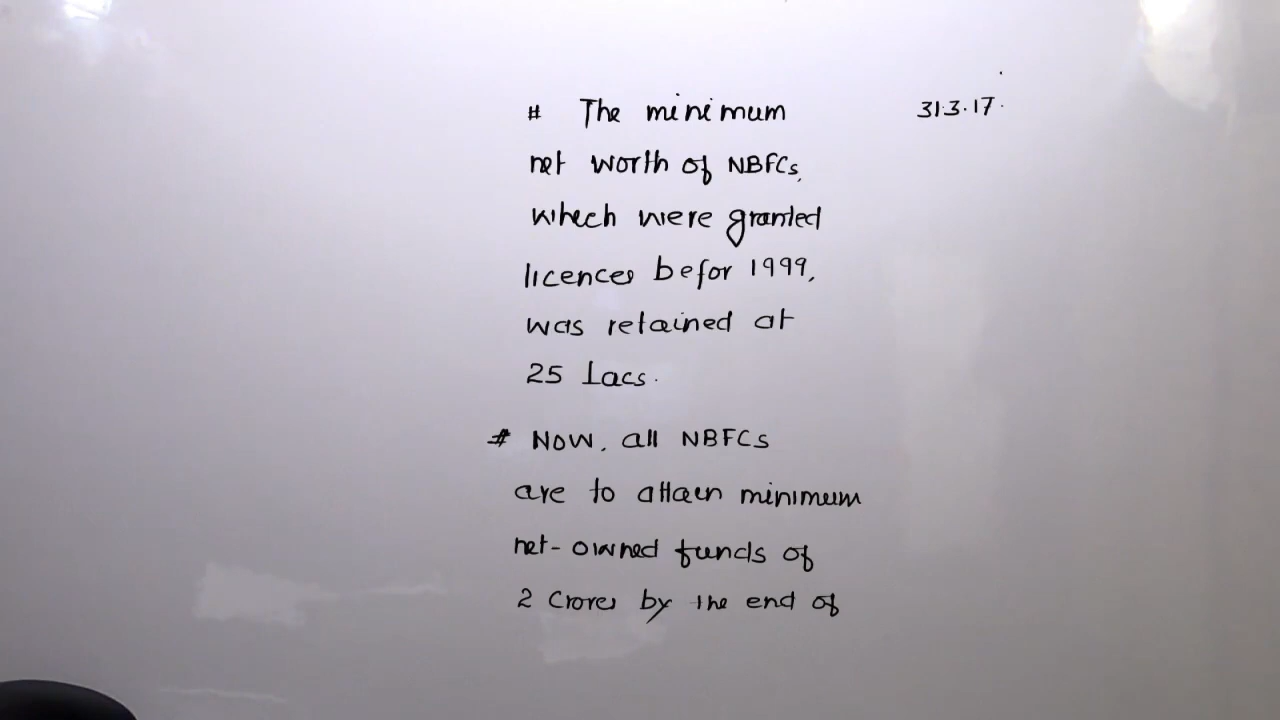 # The minimum
net worth of NBFCs,
which were granted
licences befor 1999,
was retained at
25 Lacs.
# Now, all NBFCs
are to attain minimum
net-owned funds of
2 Crores by the end of
31.3.17.